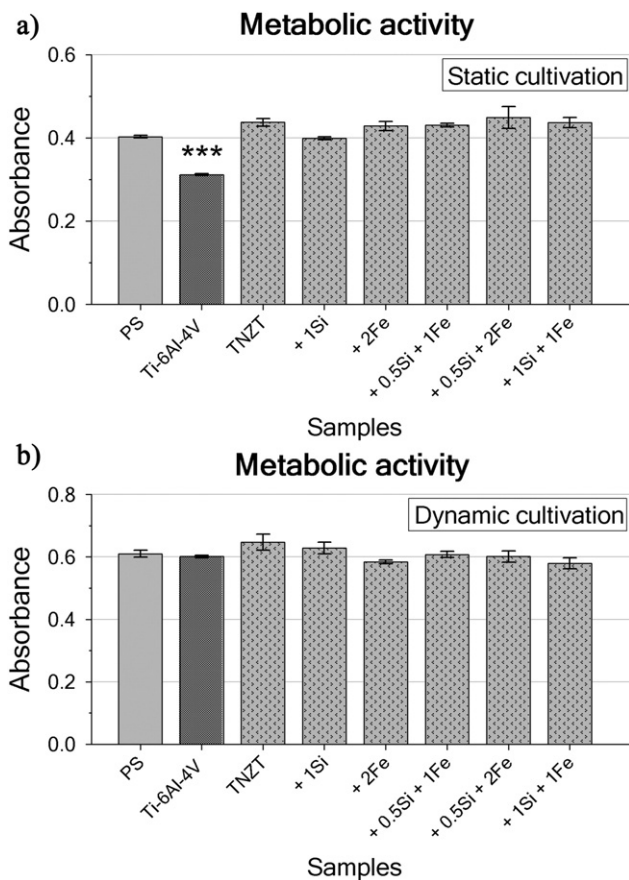 a)
Metabolic activity
Static cultivation
Absorbance
0.6
0.4
0.2
0.0
***
PS
Ti-6Al-4V
TNZT
+ 1Si
+ 2Fe
+ 0.5Si + 1Fe
+ 0.5Si + 2Fe
+ 1Si + 1Fe
Samples
b)
Metabolic activity
Dynamic cultivation
Absorbance
0.8
0.6
0.4
0.2
0.0
PS
Ti-6Al-4V
TNZT
+ 1Si
+ 2Fe
+ 0.5Si + 1Fe
+ 0.5Si + 2Fe
+ 1Si + 1Fe
Samples